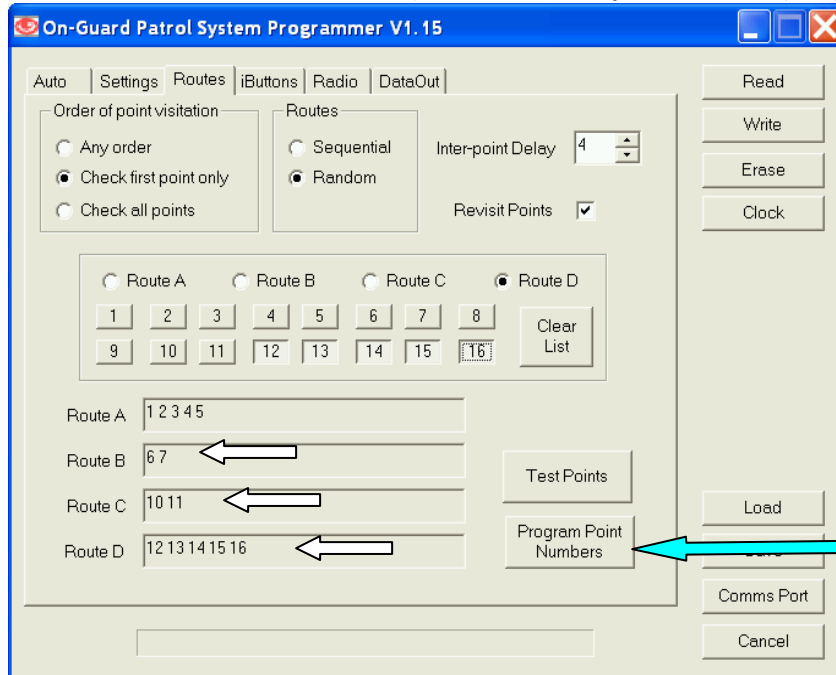 On-Guard Patrol System Programmer V1.15
Auto Settings Routes iButtons Radio DataOut
Read
Write
Erase
Clock
Order of point visitation
Any order
Check first point only
Check all points
Routes
Sequential
Random
Inter-point Delay 4
Revisit Points
Route A Route B Route C Route D
1 2 3 4 5 6 7 8
9 10 11 12 13 14 15 16
Clear
List
Route A 1 2 3 4 5
Route B 6 7
Route C 10 11
Route D 12 13 14 15 16
Test Points
Program Point
Numbers
Load
Comms Port
Cancel